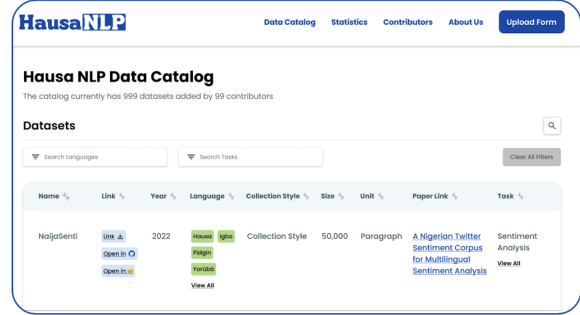 HausaNLP Data Catalog Statistics Contributors About Us Upload Form
Hausa NLP Data Catalog
The catalog currently has 999 datasets added by 99 contributors
Datasets
Search Languages Search Tasks Clear All Filters
Name Link Year Language Collection Style Size Unit Paper Link Task
NaijaSenti Link 2022 Hausa Igbo Collection Style 50,000 Paragraph A Nigerian Twitter Sentiment
Open in Pidgin Sentiment Corpus Analysis
Open in Yorùbá for Multilingual View All
View All Sentiment Analysis